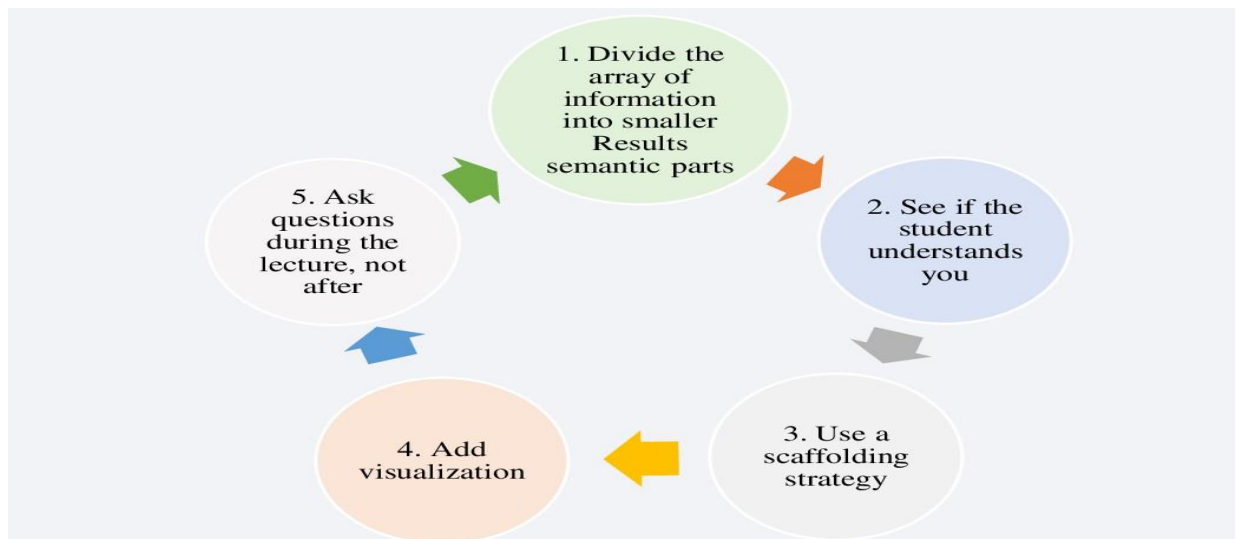 1. Divide the
array of
information
into smaller
Results
semantic parts
2. See if the
student
understands
you
3. Use a
scaffolding
strategy
4. Add
visualization
5. Ask
questions
during the
lecture, not
after